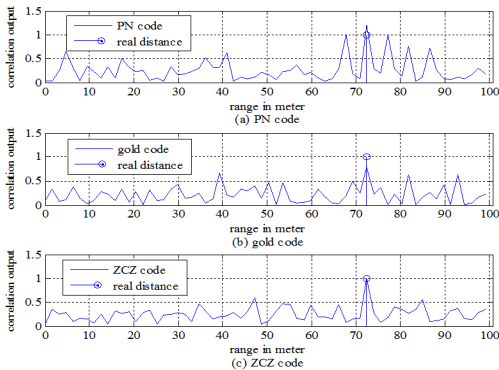 1.5
1
0.5
0
correlation output
PN code
real distance
0 10 20 30 40 50 60 70 80 90 100
range in meter
(a) PN code
1.5
1
0.5
0
correlation output
gold code
real distance
0 10 20 30 40 50 60 70 80 90 100
range in meter
(b) gold code
1.5
1
0.5
0
correlation output
ZCZ code
real distance
0 10 20 30 40 50 60 70 80 90 100
range in meter
(c) ZCZ code